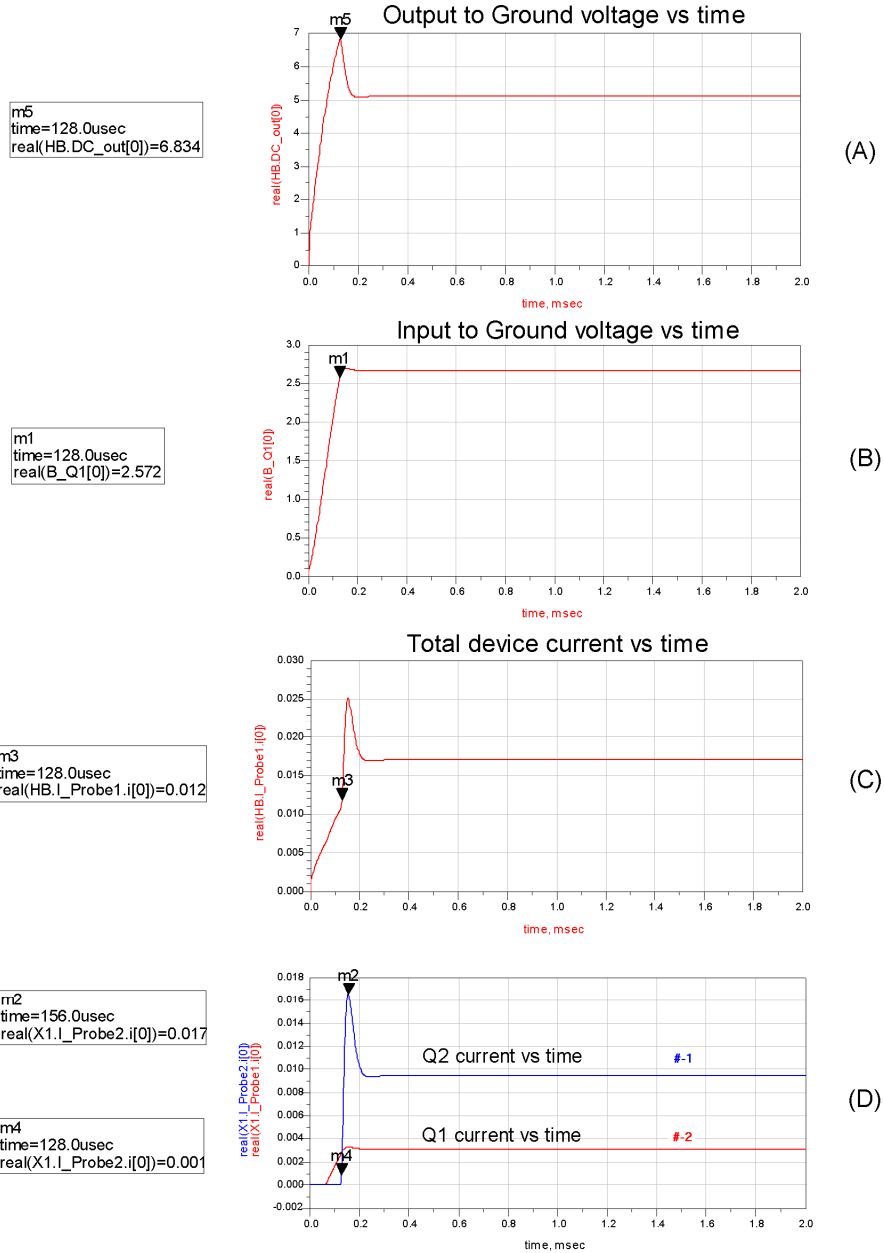 Output to Ground voltage vs time
m5
7
6
5
4
3
2
1
0
real(HB.DC_out[0])
0.0 0.2 0.4 0.6 0.8 1.0 1.2 1.4 1.6 1.8 2.0
time, msec
m5
time=128.0usec
real(HB.DC_out[0])=6.834
(A)
Input to Ground voltage vs time
m1
3.0
2.5
2.0
1.5
1.0
0.5
0.0
real(B_Q1[0])
0.0 0.2 0.4 0.6 0.8 1.0 1.2 1.4 1.6 1.8 2.0
time, msec
m1
time=128.0usec
real(B_Q1[0])=2.572
(B)
Total device current vs time
0.030
0.025
0.020
0.015
0.010
0.005
0.000
m3
real(HB.I_Probe1.i[0])
0.0 0.2 0.4 0.6 0.8 1.0 1.2 1.4 1.6 1.8 2.0
time, msec
m3
time=128.0usec
real(HB.I_Probe1.i[0])=0.012
(C)
m2
0.018
0.016
0.014
0.012
0.010
0.008
0.006
0.004
0.002
0.000
-0.002
real(X1.I_Probe2.i[0])
real(X1.I_Probe1.i[0])
Q2 current vs time #-1
Q1 current vs time #-2
m4
0.0 0.2 0.4 0.6 0.8 1.0 1.2 1.4 1.6 1.8 2.0
time, msec
m2
time=156.0usec
real(X1.I_Probe2.i[0])=0.017
m4
time=128.0usec
real(X1.I_Probe2.i[0])=0.001
(D)